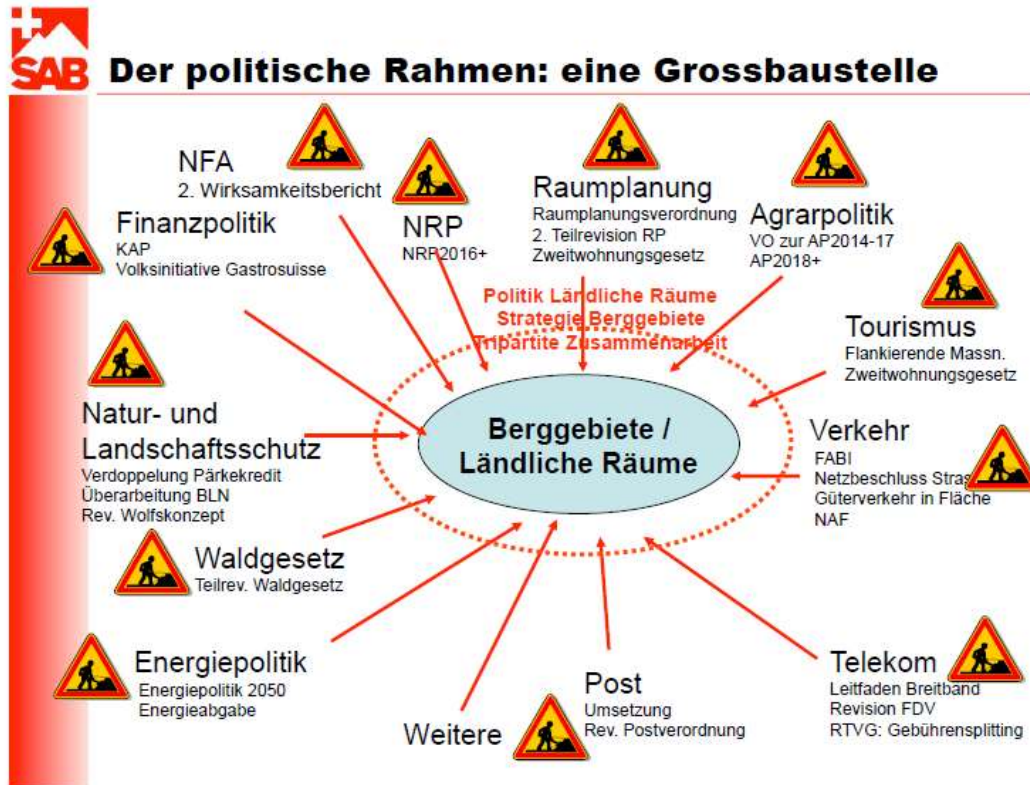 SAB
Der politische Rahmen: eine Grossbaustelle
NFA
2. Wirksamkeitsbericht
Finanzpolitik
KAP
Volksinitiative Gastrosuisse
NRP
NRP2016+
Raumplanung
Raumplanungsverordnung
2. Teilrevision RP
Zweitwohnungsgesetz
Agrarpolitik
VO zur AP2014-17
AP2018+
Politik Ländliche Räume
Strategie Berggebiete
Tripartite Zusammenarbeit
Tourismus
Flankierende Massn.
Zweitwohnungsgesetz
Natur- und
Landschaftsschutz
Verdoppelung Pärkekredit
Überarbeitung BLN
Rev. Wolfskonzept
Berggebiete /
Ländliche Räume
Verkehr
FABI
Netzbeschluss
Güterverkehr in Fläche
NAF
Waldgesetz
Teilrev. Waldgesetz
Energiepolitik
Energiepolitik 2050
Energieabgabe
Weitere
Post
Umsetzung
Rev. Postverordnung
Telekom
Leitfaden Breitband
Revision FDV
RTVG: Gebührensplitting